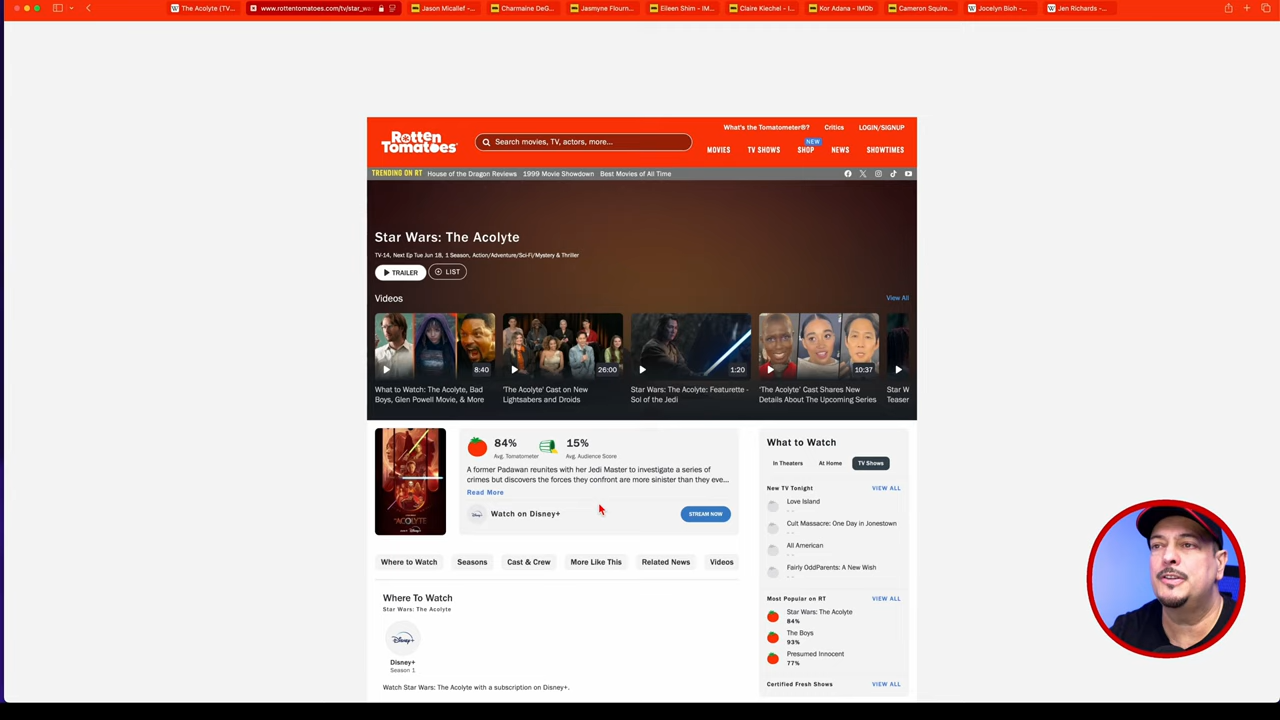 The Acolyte (TV...
www.rottentomatoes.com/tv/star_wa...
Jason Micallef -...
Charmaine DeG...
Jasmyne Flourn...
Eileen Shim - IM...
Claire Kiechel - I...
Kor Adana - IMDb
Cameron Squire...
Jocelyn Bioh -...
Jen Richards -...
What's the Tomatometer®?
Critics
LOGIN/SIGNUP
Rotten
Tomatoes
Search movies, TV, actors, more...
NEW
MOVIES
TV SHOWS
SHOP
NEWS
SHOWTIMES
TRENDING ON RT
House of the Dragon Reviews
1999 Movie Showdown
Best Movies of All Time
Star Wars: The Acolyte
TV-14, Next Ep Tue Jun 18, 1 Season, Action/Adventure/Sci-Fi/Mystery & Thriller
TRAILER
LIST
Videos
View All
8:40
26:00
1:20
10:37
What to Watch: The Acolyte, Bad
Boys, Glen Powell Movie, & More
'The Acolyte' Cast on New
Lightsabers and Droids
Star Wars: The Acolyte: Featurette -
Sol of the Jedi
'The Acolyte' Cast Shares New
Details About The Upcoming Series
Star W
Teaser
84%
Avg. Tomatometer
15%
Avg. Audience Score
A former Padawan reunites with her Jedi Master to investigate a series of
crimes but discovers the forces they confront are more sinister than they eve...
Read More
THE ACOLYTE
Disney+
Watch on Disney+
STREAM NOW
Where to Watch
Seasons
Cast & Crew
More Like This
Related News
Videos
Where To Watch
Star Wars: The Acolyte
Disney+
Disney+
Season 1
Watch Star Wars: The Acolyte with a subscription on Disney+.
What to Watch
In Theaters
At Home
TV Shows
New TV Tonight
VIEW ALL
Love Island
- -
Cult Massacre: One Day in Jonestown
- -
All American
- -
Fairly OddParents: A New Wish
- -
Most Popular on RT
VIEW ALL
Star Wars: The Acolyte
84%
The Boys
93%
Presumed Innocent
77%
Certified Fresh Shows
VIEW ALL